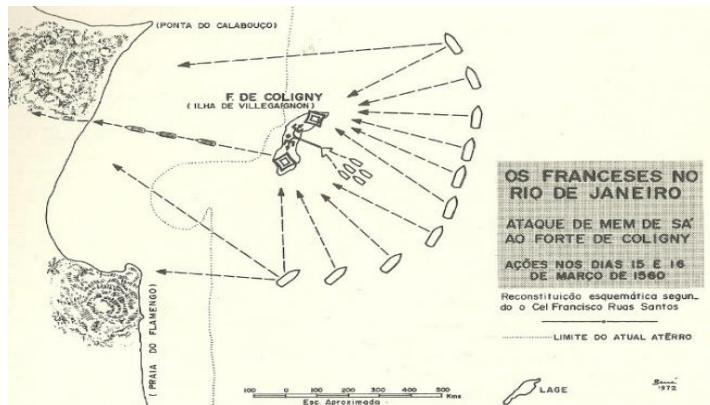 (PONTA DO CALABOUÇO)
F. DE COLIGNY
(ILHA DE VILLEGAIGNON)
OS FRANCESES NO
RIO DE JANEIRO
ATAQUE DE MEM DE SÁ
AO FORTE DE COLIGNY
AÇÕES NOS DIAS 15 E 16
DE MARÇO DE 1560
Reconstituição esquemática segun_
do o Cel Francisco Ruas Santos
LIMITE DO ATUAL ATÊRRO
(PRAIA DO FLAMENGO)
100 0 100 200 300 400 500
Kms
Esc. Aproximada
LAGE
1972